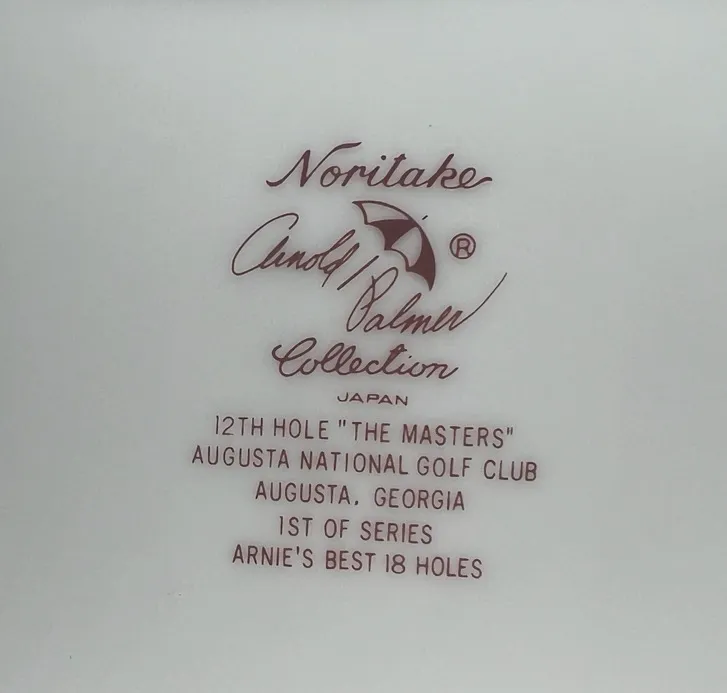 Noritake
Arnold Palmer ®
Collection
JAPAN
12TH HOLE "THE MASTERS"
AUGUSTA NATIONAL GOLF CLUB
AUGUSTA. GEORGIA
1ST OF SERIES
ARNIE'S BEST 18 HOLES